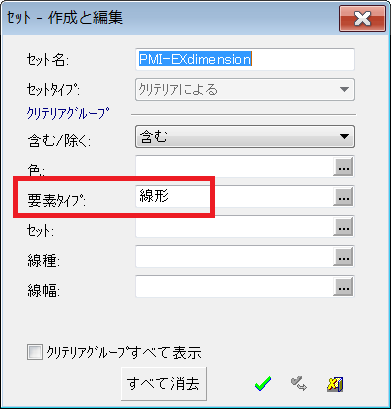 ｾｯﾄ - 作成と編集
ｾｯﾄ名: PMI-EXdimension
ｾｯﾄﾀｲﾌﾟ: ｸﾘﾃﾘｱによる
ｸﾘﾃﾘｱｸﾞﾙｰﾌﾟ
含む/除く: 含む
色: ...
要素ﾀｲﾌﾟ: 線形 ...
ｾｯﾄ: ...
線種: ...
線幅: ...
ｸﾘﾃﾘｱｸﾞﾙｰﾌﾟすべて表示
すべて消去